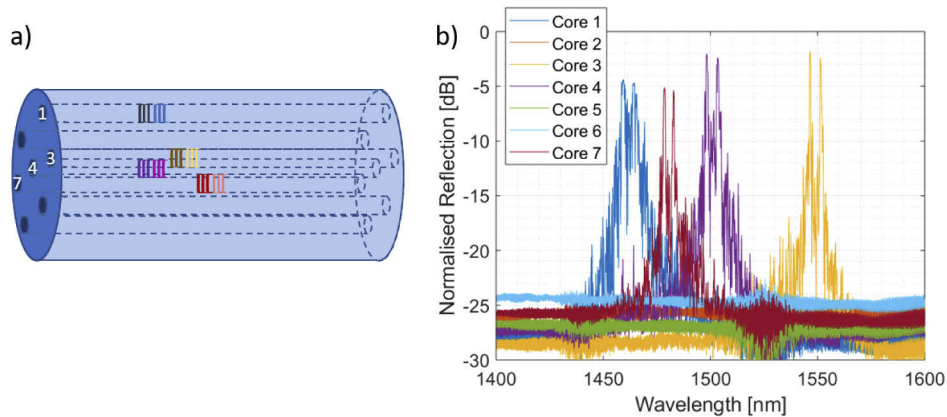 a)
1
3
4
7
b)
Core 1
Core 2
Core 3
Core 4
Core 5
Core 6
Core 7
Normalised Reflection [dB]
0
-5
-10
-15
-20
-25
-30
1400
1450
1500
1550
1600
Wavelength [nm]